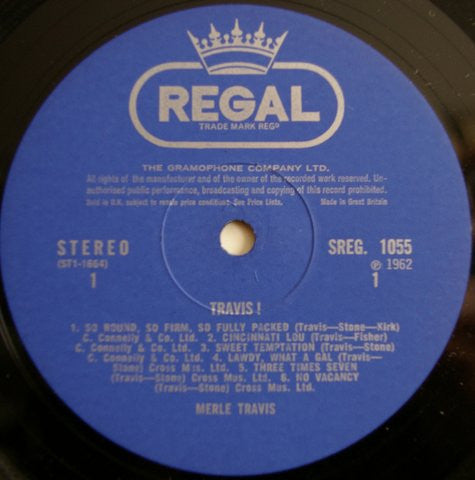 REGAL
TRADE MARK REGD
THE GRAMOPHONE COMPANY LTD.
All rights of the manufacturer and of the owner of the recorded work reserved. Un-
authorised public performance, broadcasting and copying of this record prohibited.
Sold in U.K. subject to resale price conditions. See Price Lists. Made in Great Britain
STEREO SREG. 1055
(ST1-1664) ℗ 1962
1 1
TRAVIS !
1. SO ROUND, SO FIRM, SO FULLY PACKED (Travis—Stone—Kirk)
C. Connelly & Co. Ltd. 2. CINCINNATI LOU (Travis—Fisher)
C. Connelly & Co. Ltd. 3. SWEET TEMPTATION (Travis—Stone)
C. Connelly & Co. Ltd. 4. LAWDY, WHAT A GAL (Travis—
Stone) Cross Mus. Ltd. 5. THREE TIMES SEVEN
(Travis—Stone) Cross Mus. Ltd. 6. NO VACANCY
(Travis—Stone) Cross Mus. Ltd.
MERLE TRAVIS